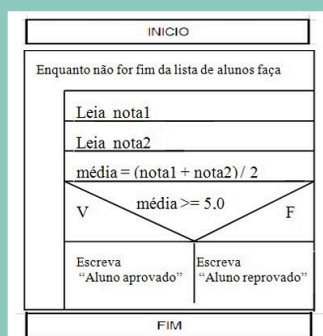 INICIO
Enquanto não for fim da lista de alunos faça
Leia nota1
Leia nota2
média = (nota1 + nota2) / 2
média >= 5.0
V
F
Escreva
"Aluno aprovado"
Escreva
"Aluno reprovado"
FIM